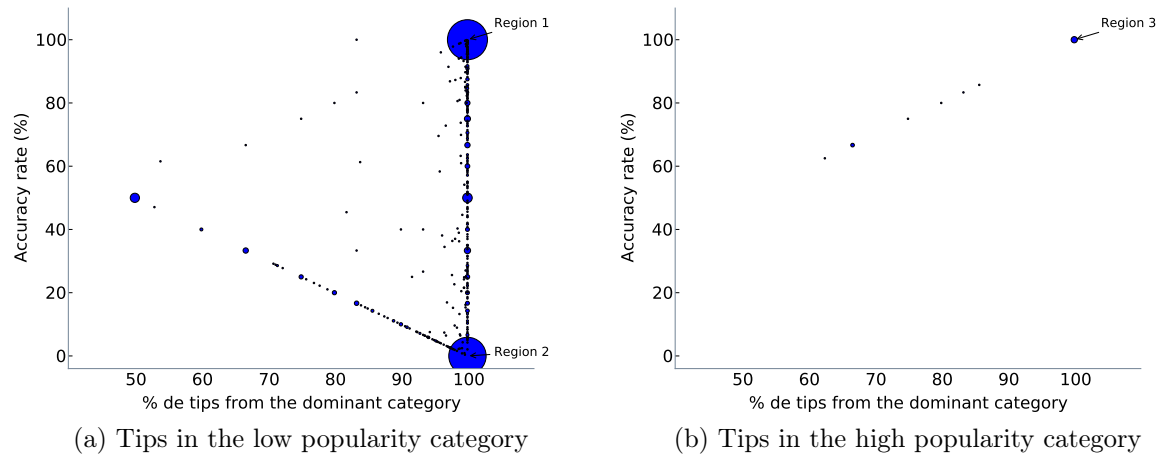 Region 1
100
80
60
40
20
0
Accuracy rate (%)
Region 2
50 60 70 80 90 100
% de tips from the dominant category
(a) Tips in the low popularity category
Region 3
100
80
60
40
20
0
Accuracy rate (%)
50 60 70 80 90 100
% de tips from the dominant category
(b) Tips in the high popularity category